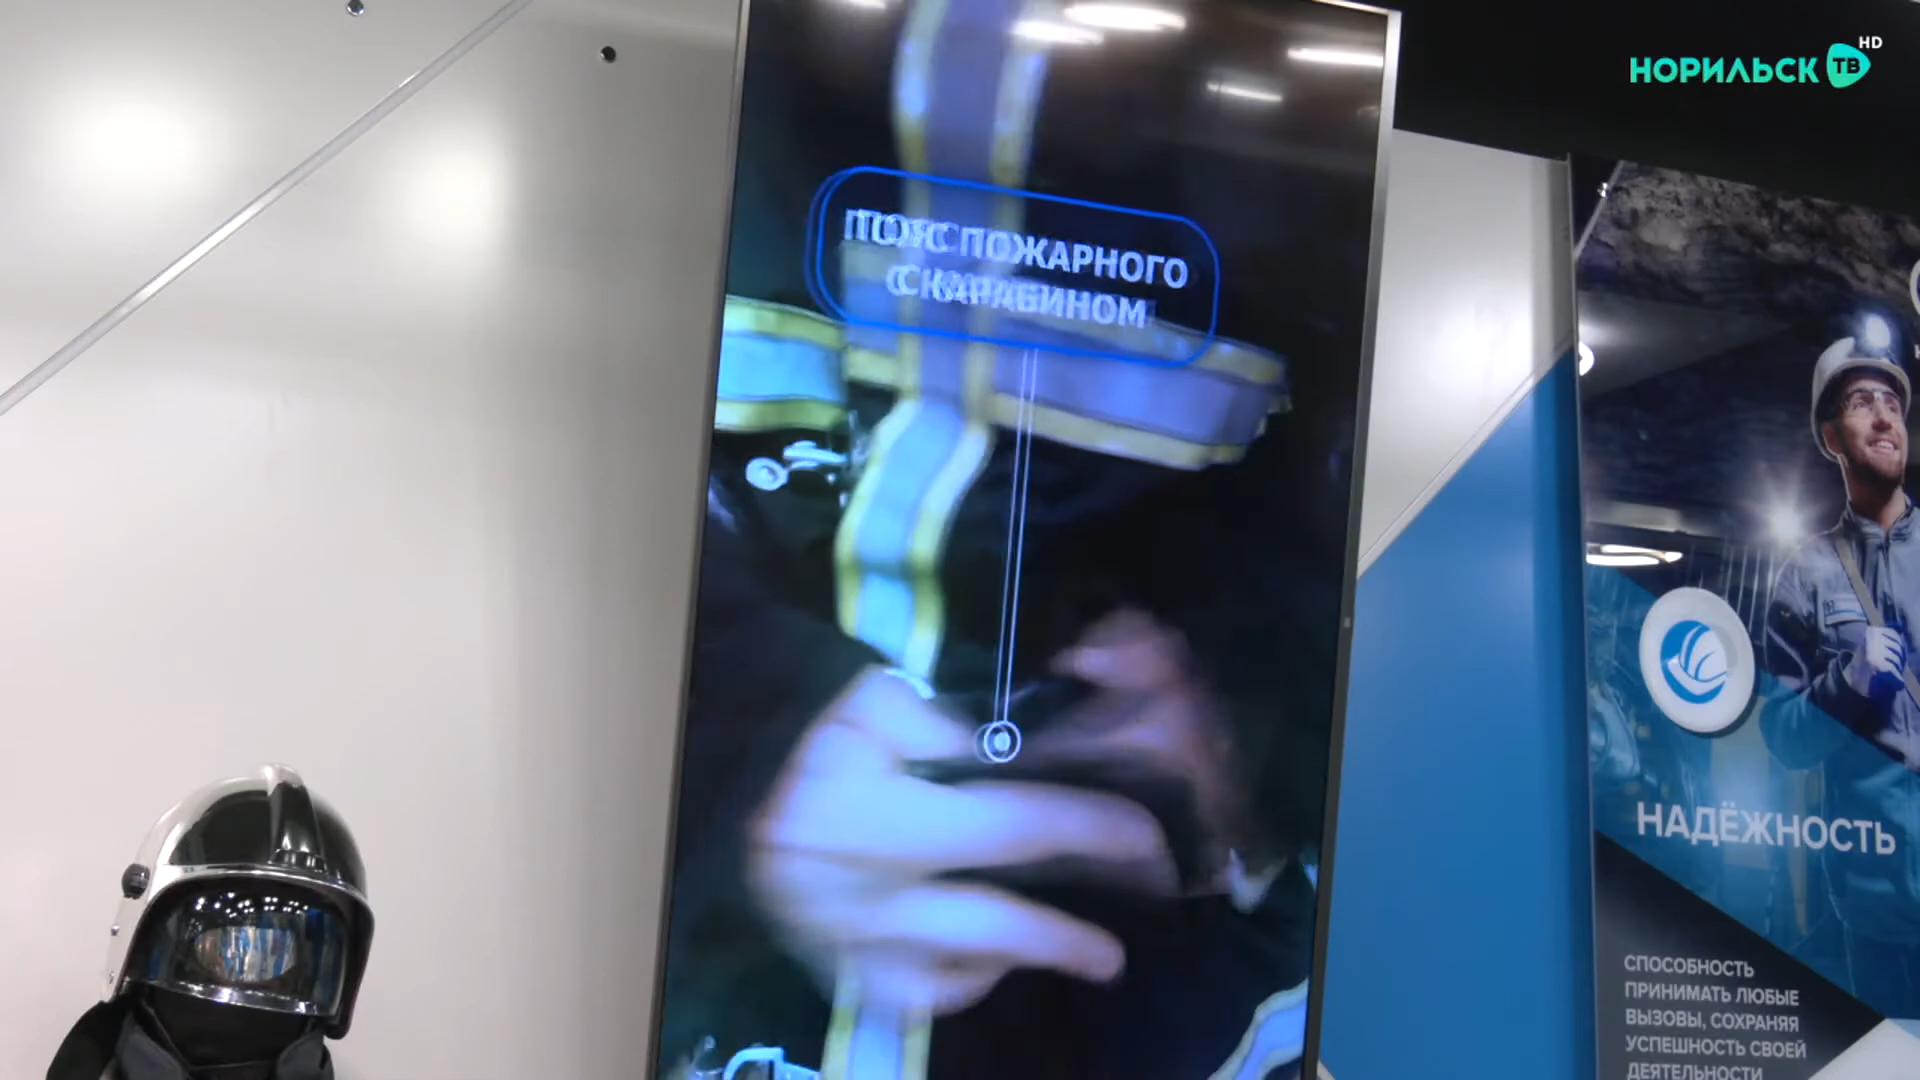 НОРИЛЬСК ТВ HD
ПОЯС ПОЖАРНОГО
С КАРАБИНОМ
НАДЁЖНОСТЬ
СПОСОБНОСТЬ
ПРИНИМАТЬ ЛЮБЫЕ
ВЫЗОВЫ, СОХРАНЯЯ
УСПЕШНОСТЬ СВОЕЙ
ДЕЯТЕЛЬНОСТИ